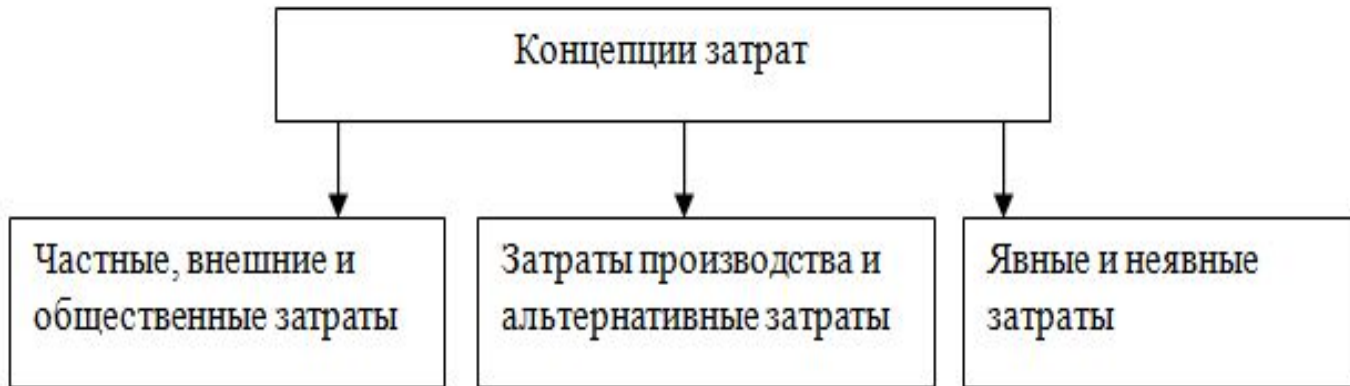 Концепции затрат
Частные, внешние и
общественные затраты
Затраты производства и
альтернативные затраты
Явные и неявные
затраты